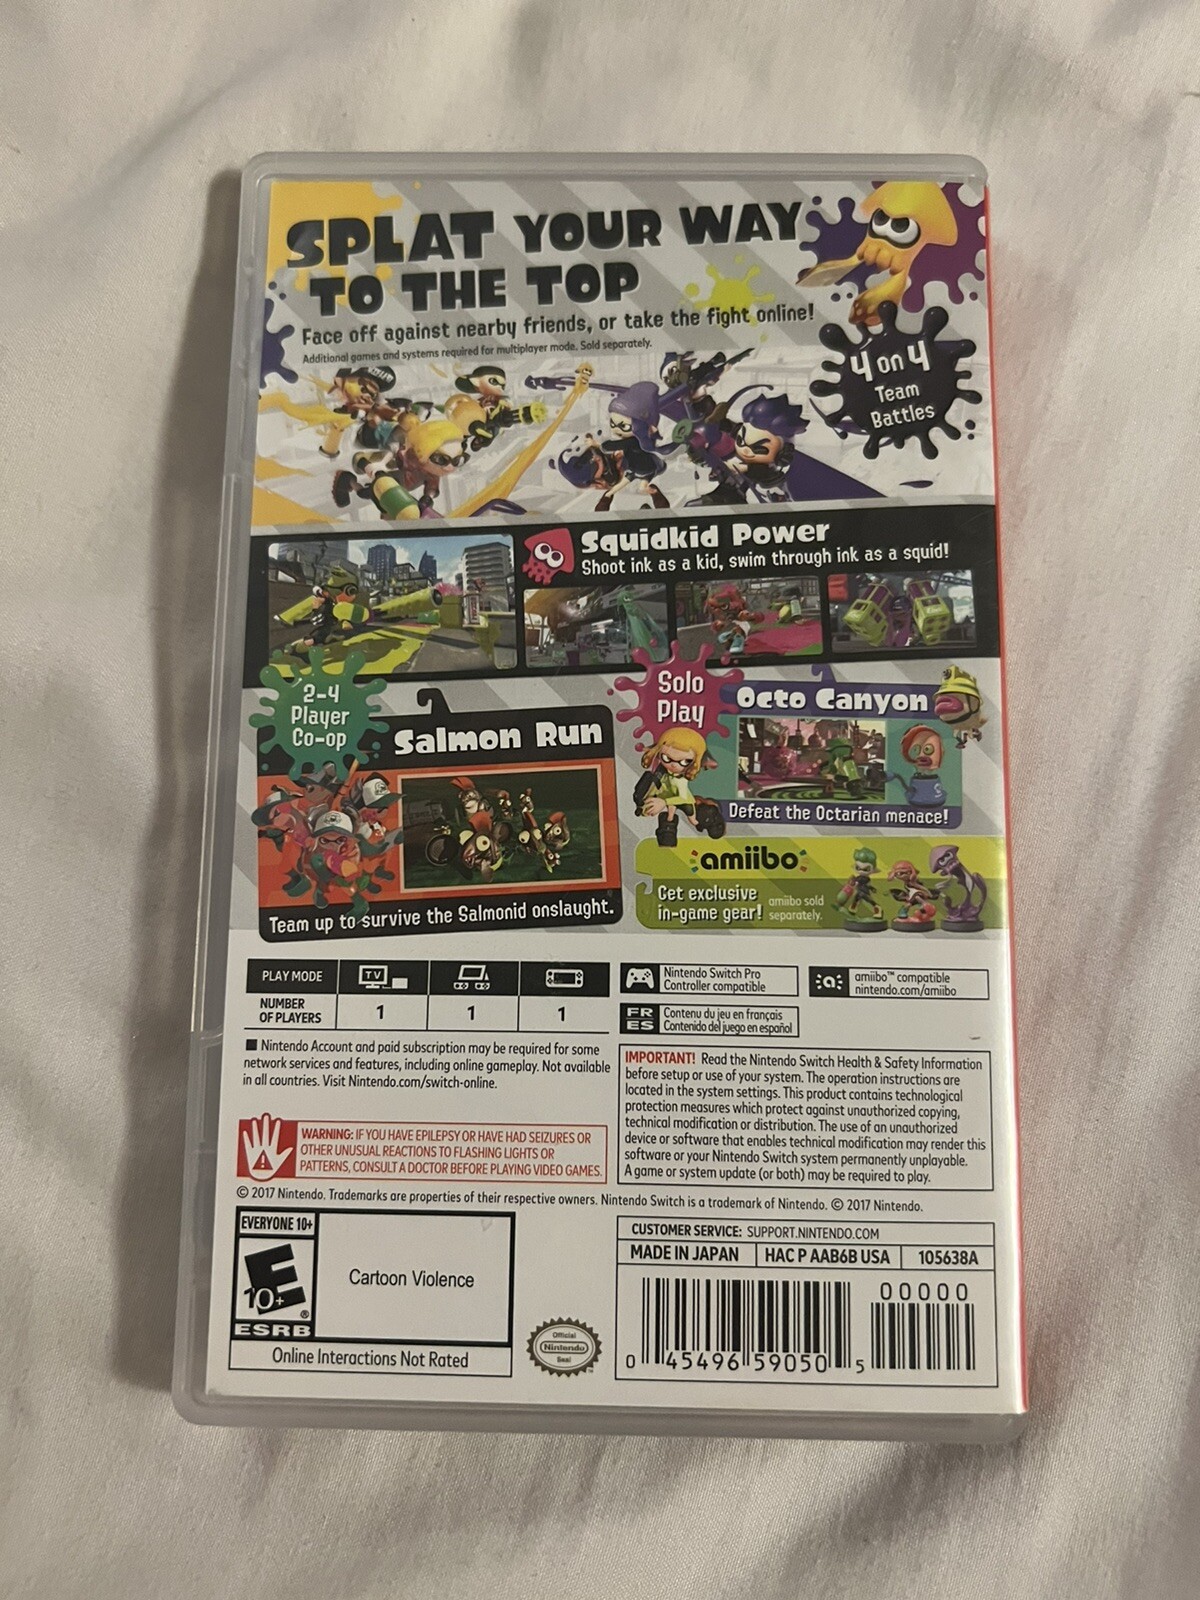 SPLAT YOUR WAY
TO THE TOP
Face off against nearby friends, or take the fight online!
Additional games and systems required for multiplayer mode. Sold separately.
4 on 4
Team
Battles
Squidkid Power
Shoot ink as a kid, swim through ink as a squid!
2-4
Player
Co-op
Salmon Run
Team up to survive the Salmonid onslaught.
Solo
Play
Octo Canyon
Defeat the Octarian menace!
amiibo
Get exclusive
in-game gear!
amiibo sold
separately.
PLAY MODE
TV
NUMBER
OF PLAYERS
1
1
1
Nintendo Switch Pro
Controller compatible
amiibo™ compatible
nintendo.com/amiibo
FR
ES
Contenu du jeu en français
Contenido del juego en español
■ Nintendo Account and paid subscription may be required for some
network services and features, including online gameplay. Not available
in all countries. Visit Nintendo.com/switch-online.
WARNING: IF YOU HAVE EPILEPSY OR HAVE HAD SEIZURES OR
OTHER UNUSUAL REACTIONS TO FLASHING LIGHTS OR
PATTERNS, CONSULT A DOCTOR BEFORE PLAYING VIDEO GAMES.
IMPORTANT! Read the Nintendo Switch Health & Safety Information
before setup or use of your system. The operation instructions are
located in the system settings. This product contains technological
protection measures which protect against unauthorized copying,
technical modification or distribution. The use of an unauthorized
device or software that enables technical modification may render this
software or your Nintendo Switch system permanently unplayable.
A game or system update (or both) may be required to play.
© 2017 Nintendo. Trademarks are properties of their respective owners. Nintendo Switch is a trademark of Nintendo. © 2017 Nintendo.
EVERYONE 10+
E
10+
®
ESRB
Cartoon Violence
Online Interactions Not Rated
Official
Nintendo
Seal
CUSTOMER SERVICE: SUPPORT.NINTENDO.COM
MADE IN JAPAN
HAC P AAB6B USA
105638A
00000
0 45496 59050 5